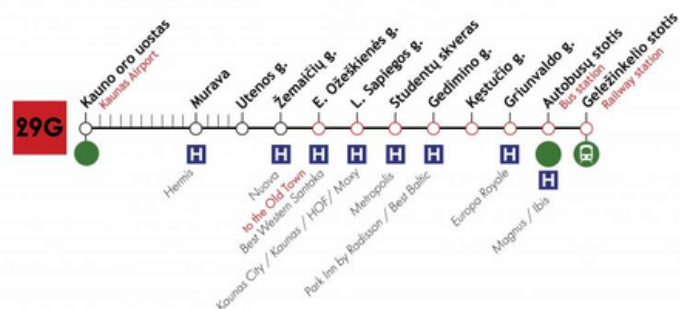 29G
Kauno oro uostas
Kaunas Airport
Murava
Utenos g.
Žemaičių g.
E. Ožeškienės g.
L. Sapiegos g.
Studentų skveras
Gedimino g.
Kęstučio g.
Griunvaldo g.
Autobusų stotis
Bus station
Geležinkelio stotis
Railway station
H
H
H
H
H
H
H
H
Hermis
Nuova
to the Old Town
Best Western Santaka
Kaunas City / Kaunas / HOF / Moxy
Metropolis
Park Inn by Radisson / Best Baltic
Europa Royale
Magnus / Ibis